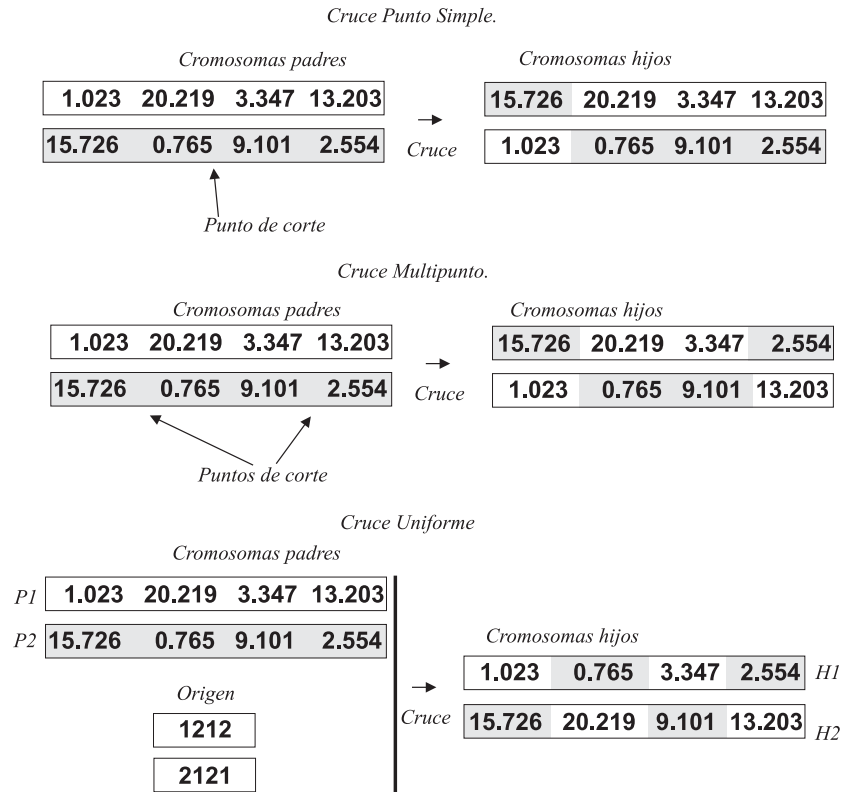 Cruce Punto Simple.
Cromosomas padres
Cromosomas hijos
1.023 20.219 3.347 13.203
15.726 20.219 3.347 13.203
15.726 0.765 9.101 2.554
Cruce
1.023 0.765 9.101 2.554
Punto de corte
Cruce Multipunto.
Cromosomas padres
Cromosomas hijos
1.023 20.219 3.347 13.203
15.726 20.219 3.347 2.554
15.726 0.765 9.101 2.554
Cruce
1.023 0.765 9.101 13.203
Puntos de corte
Cruce Uniforme
Cromosomas padres
P1 1.023 20.219 3.347 13.203
P2 15.726 0.765 9.101 2.554
Cromosomas hijos
1.023 0.765 3.347 2.554 H1
Origen
Cruce
15.726 20.219 9.101 13.203 H2
1212
2121